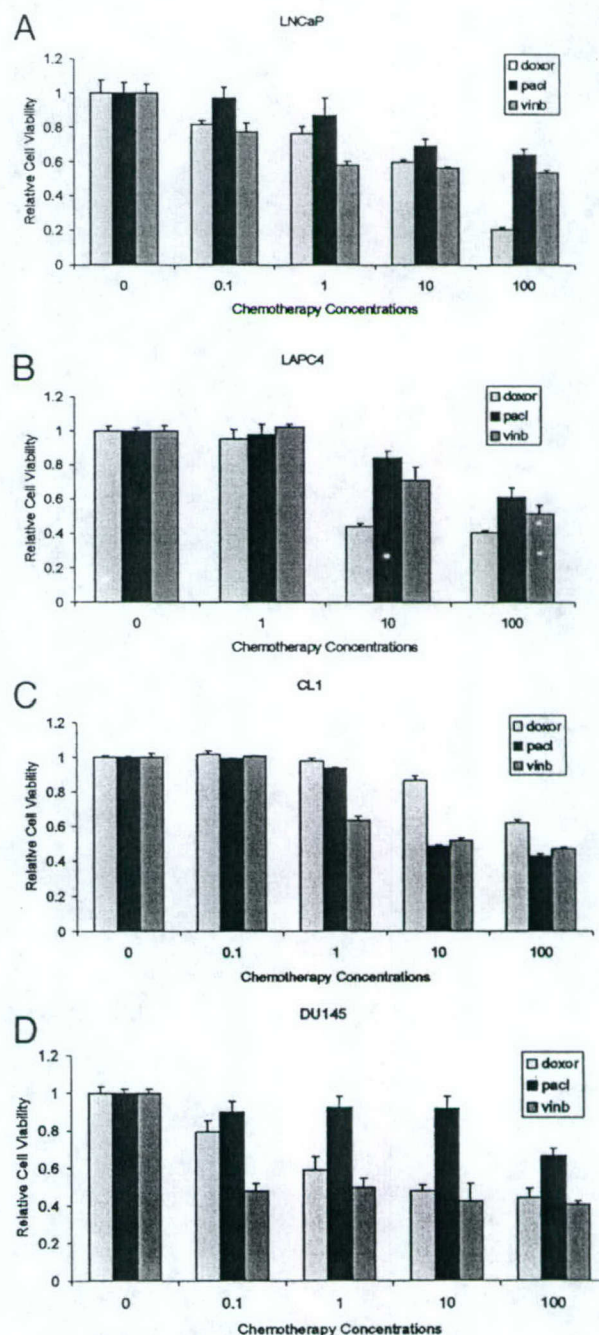 A
LNCaP
Relative Cell Viability
1.2
1
0.8
0.6
0.4
0.2
0
doxor
pacl
vinb
0 0.1 1 10 100
Chemotherapy Concentrations
B
LAPC4
Relative Cell Viability
1.2
1
0.8
0.6
0.4
0.2
0
doxor
pacl
vinb
0 1 10 100
Chemotherapy Concentrations
C
CL1
Relative Cell Viability
1.2
1
0.8
0.6
0.4
0.2
0
doxor
pacl
vinb
0 0.1 1 10 100
Chemotherapy Concentrations
D
DU145
Relative Cell Viability
1.2
1
0.8
0.6
0.4
0.2
0
doxor
pacl
vinb
0 0.1 1 10 100
Chemotherapy Concentrations